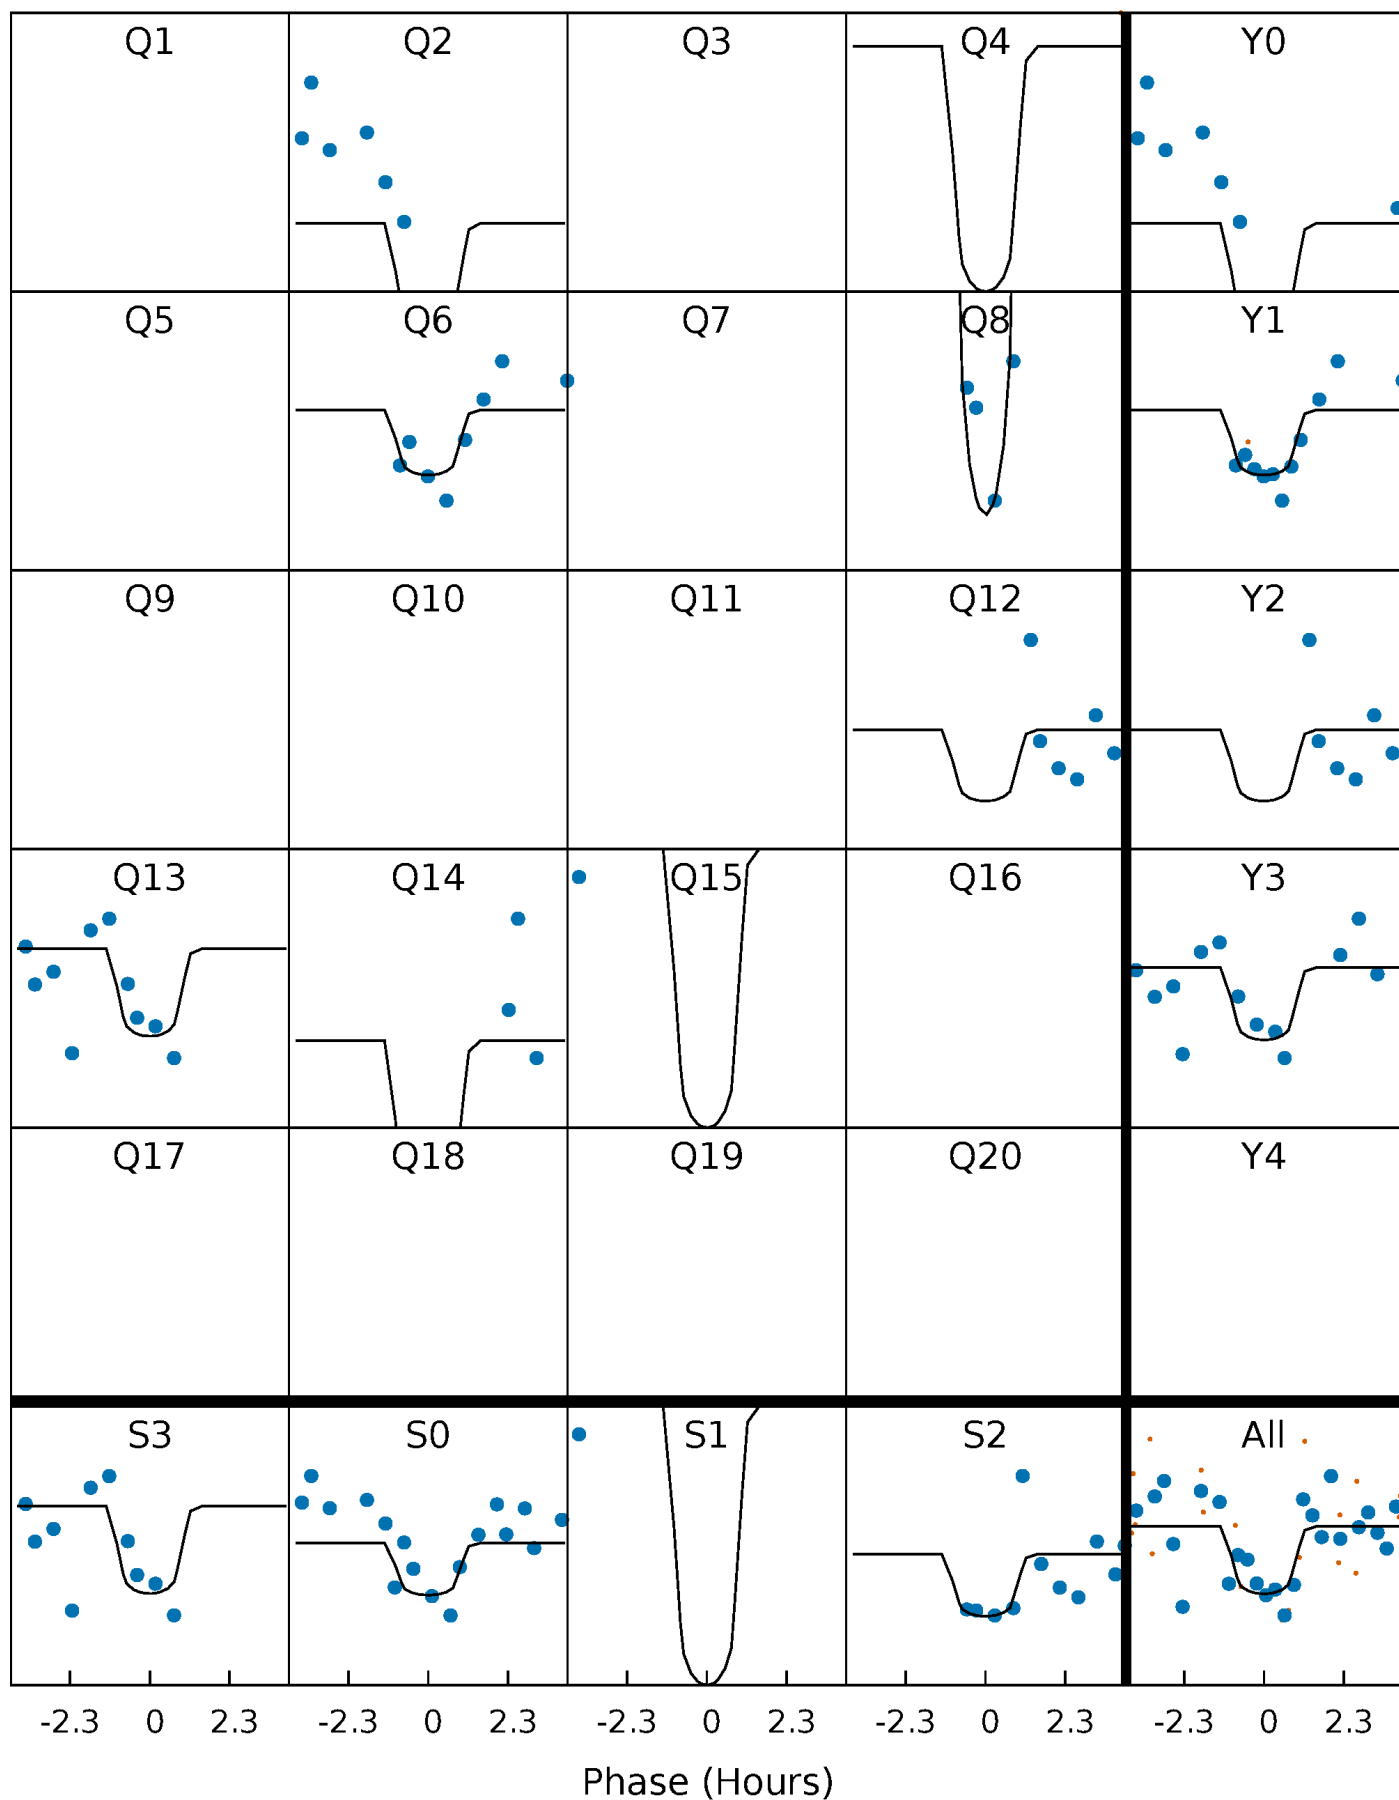 Q1 Q2 Q3 Q4 Y0
Q5 Q6 Q7 Q8 Y1
Q9 Q10 Q11 Q12 Y2
Q13 Q14 Q15 Q16 Y3
Q17 Q18 Q19 Q20 Y4
S3 S0 S1 S2 All
-2.3 0 2.3 -2.3 0 2.3 -2.3 0 2.3 -2.3 0 2.3 -2.3 0 2.3
Phase (Hours)